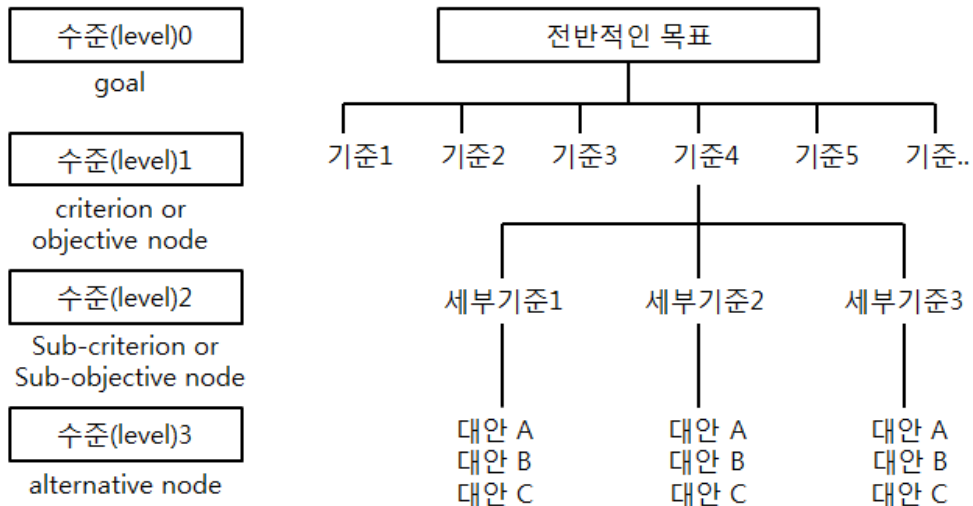 수준(level)0
전반적인 목표
goal
수준(level)1
기준1 기준2 기준3 기준4 기준5 기준..
criterion or
objective node
수준(level)2
세부기준1 세부기준2 세부기준3
Sub-criterion or
Sub-objective node
수준(level)3
대안 A 대안 A 대안 A
대안 B 대안 B 대안 B
alternative node
대안 C 대안 C 대안 C